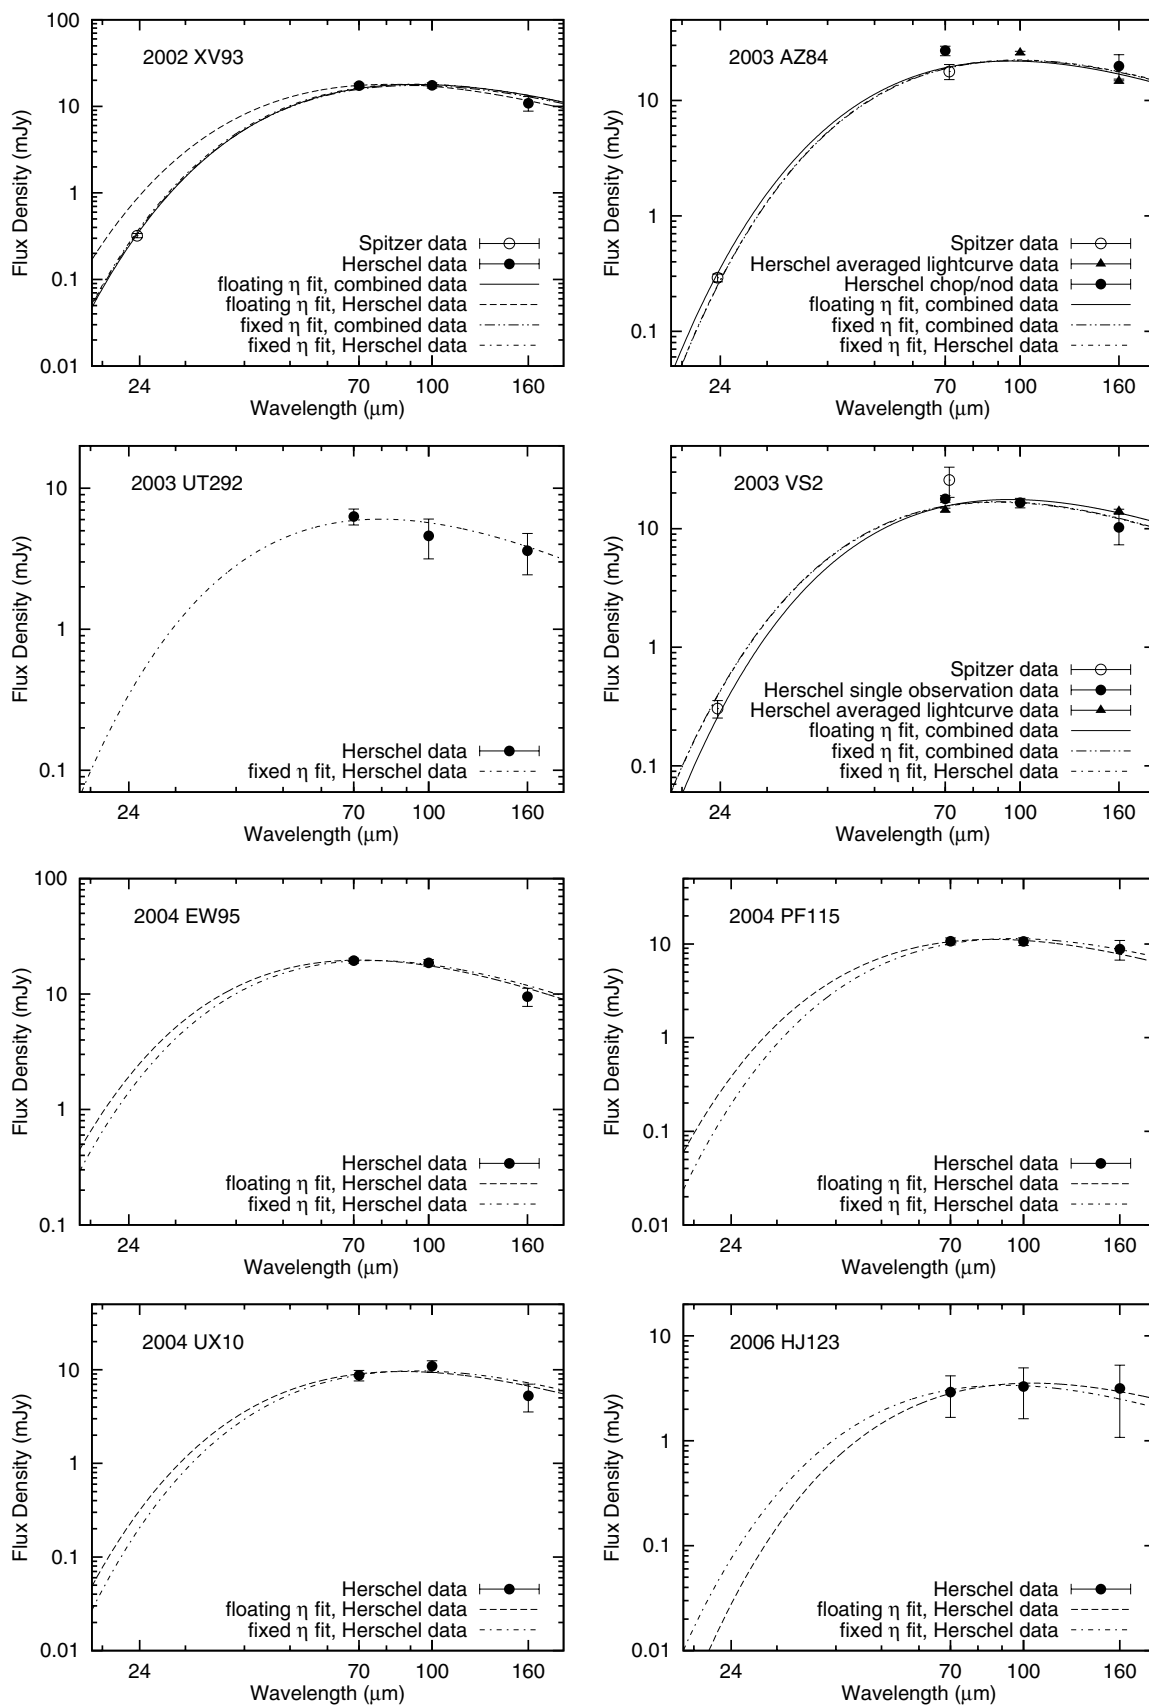 2002 XV93
Flux Density (mJy)
100
10
1
0.1
0.01
Spitzer data
Herschel data
floating η fit, combined data
floating η fit, Herschel data
fixed η fit, combined data
fixed η fit, Herschel data
24 70 100 160
Wavelength (μm)
2003 AZ84
Flux Density (mJy)
10
1
0.1
Spitzer data
Herschel averaged lightcurve data
Herschel chop/nod data
floating η fit, combined data
fixed η fit, combined data
fixed η fit, Herschel data
24 70 100 160
Wavelength (μm)
2003 UT292
Flux Density (mJy)
10
1
0.1
Herschel data
fixed η fit, Herschel data
24 70 100 160
Wavelength (μm)
2003 VS2
Flux Density (mJy)
10
1
0.1
Spitzer data
Herschel single observation data
Herschel averaged lightcurve data
floating η fit, combined data
fixed η fit, combined data
fixed η fit, Herschel data
24 70 100 160
Wavelength (μm)
2004 EW95
Flux Density (mJy)
100
10
1
0.1
Herschel data
floating η fit, Herschel data
fixed η fit, Herschel data
24 70 100 160
Wavelength (μm)
2004 PF115
Flux Density (mJy)
10
1
0.1
0.01
Herschel data
floating η fit, Herschel data
fixed η fit, Herschel data
24 70 100 160
Wavelength (μm)
2004 UX10
Flux Density (mJy)
10
1
0.1
0.01
Herschel data
floating η fit, Herschel data
fixed η fit, Herschel data
24 70 100 160
Wavelength (μm)
2006 HJ123
Flux Density (mJy)
10
1
0.1
0.01
Herschel data
floating η fit, Herschel data
fixed η fit, Herschel data
24 70 100 160
Wavelength (μm)